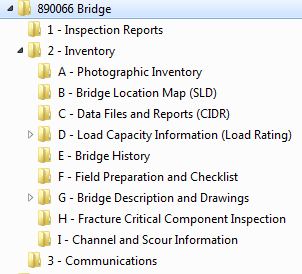 890066 Bridge
1 - Inspection Reports
2 - Inventory
A - Photographic Inventory
B - Bridge Location Map (SLD)
C - Data Files and Reports (CIDR)
D - Load Capacity Information (Load Rating)
E - Bridge History
F - Field Preparation and Checklist
G - Bridge Description and Drawings
H - Fracture Critical Component Inspection
I - Channel and Scour Information
3 - Communications